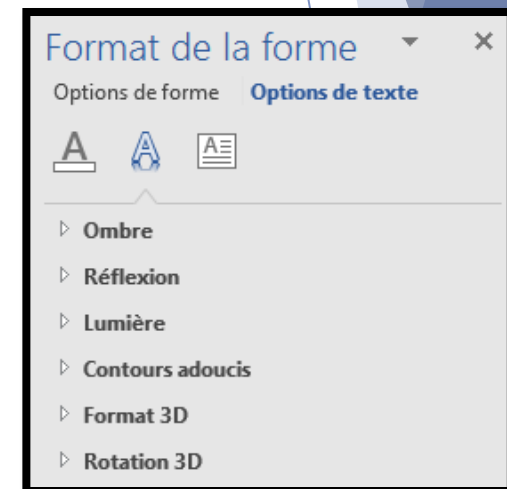 Format de la forme
Options de forme Options de texte
Ombre
Réflexion
Lumière
Contours adoucis
Format 3D
Rotation 3D